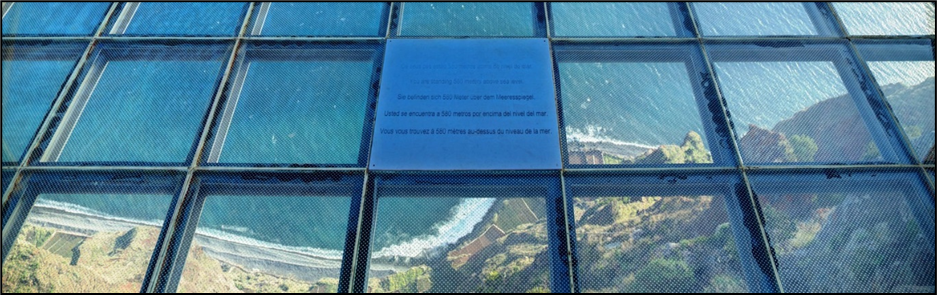 You are standing 580 metres above sea level.
Sie befinden sich 580 Meter über dem Meeresspiegel.
Usted se encuentra a 580 metros por encima del nivel del mar.
Vous vous trouvez à 580 mètres au-dessus du niveau de la mer.